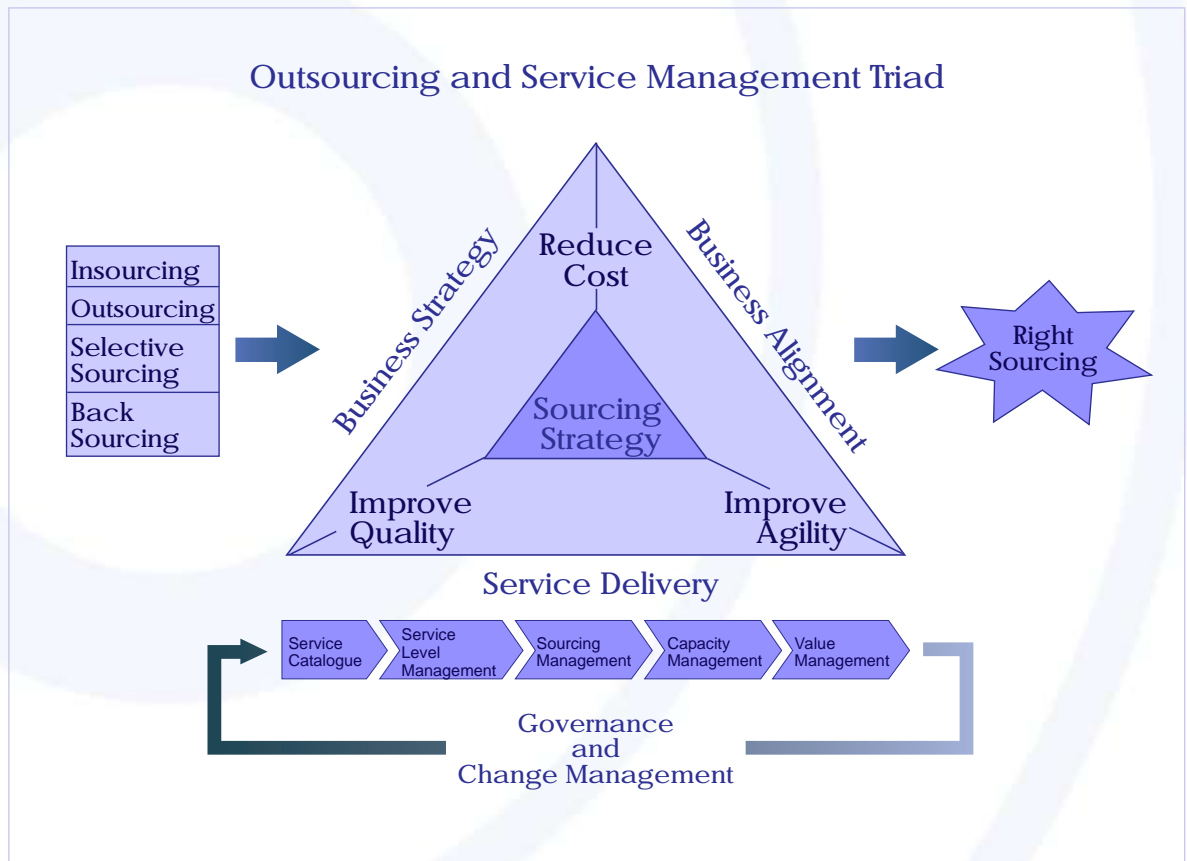 Outsourcing and Service Management Triad
Insourcing
Outsourcing
Selective
Sourcing
Back
Sourcing
Business Strategy
Reduce
Cost
Business Alignment
Sourcing
Strategy
Improve
Quality
Improve
Agility
Right
Sourcing
Service Delivery
Service
Catalogue
Service
Level
Management
Sourcing
Management
Capacity
Management
Value
Management
Governance
and
Change Management